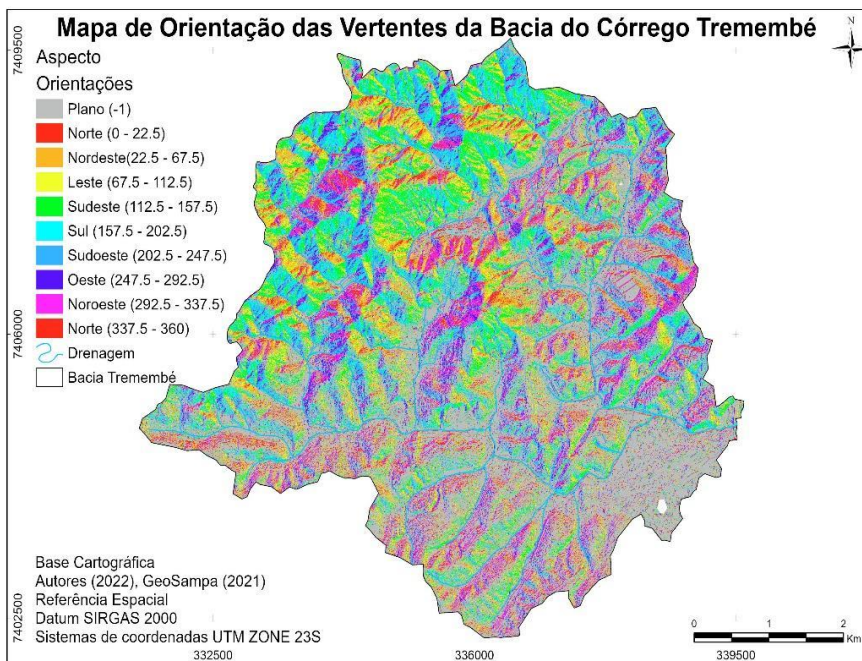 Mapa de Orientação das Vertentes da Bacia do Córrego Tremembé
N
7409500
7406000
7402500
Aspecto
Orientações
Plano (-1)
Norte (0 - 22.5)
Nordeste(22.5 - 67.5)
Leste (67.5 - 112.5)
Sudeste (112.5 - 157.5)
Sul (157.5 - 202.5)
Sudoeste (202.5 - 247.5)
Oeste (247.5 - 292.5)
Noroeste (292.5 - 337.5)
Norte (337.5 - 360)
Drenagem
Bacia Tremembé
Base Cartográfica
Autores (2022), GeoSampa (2021)
Referência Espacial
Datum SIRGAS 2000
Sistemas de coordenadas UTM ZONE 23S
0 1 2
Km
332500 336000 339500